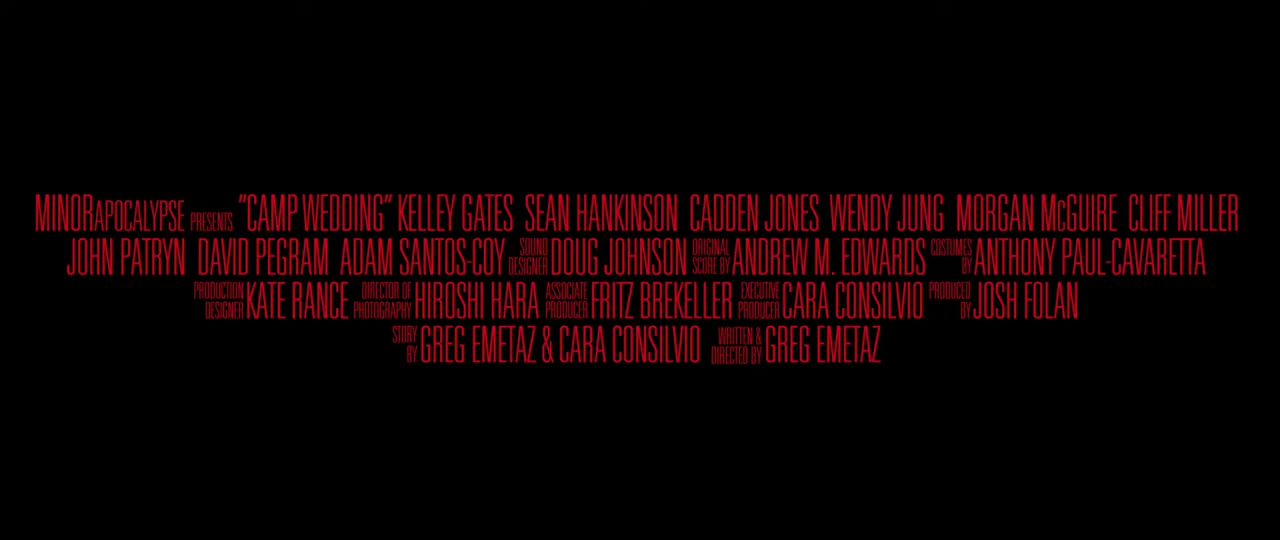 MINORAPOCALYPSE PRESENTS "CAMP WEDDING" KELLEY GATES SEAN HANKINSON CADDEN JONES WENDY JUNG MORGAN McGUIRE CLIFF MILLER
JOHN PATRYN DAVID PEGRAM ADAM SANTOS-COY SOUND DESIGNER DOUG JOHNSON ORIGINAL SCORE BY ANDREW M. EDWARDS COSTUMES BY ANTHONY PAUL-CAVARETTA
PRODUCTION DESIGNER KATE RANCE DIRECTOR OF PHOTOGRAPHY HIROSHI HARA ASSOCIATE PRODUCER FRITZ BREKELLER EXECUTIVE PRODUCER CARA CONSILVIO PRODUCED BY JOSH FOLAN
STORY BY GREG EMETAZ & CARA CONSILVIO WRITTEN & DIRECTED BY GREG EMETAZ